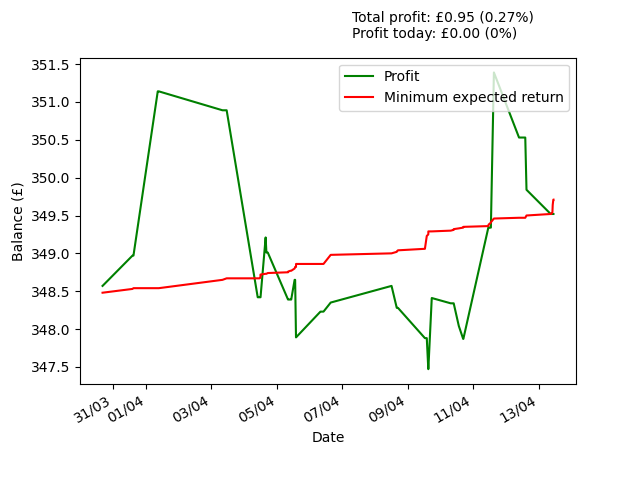 Total profit: £0.95 (0.27%)
Profit today: £0.00 (0%)
Profit
Minimum expected return
351.5
351.0
350.5
350.0
349.5
349.0
348.5
348.0
347.5
Balance (£)
31/03 01/04 03/04 05/04 07/04 09/04 11/04 13/04
Date